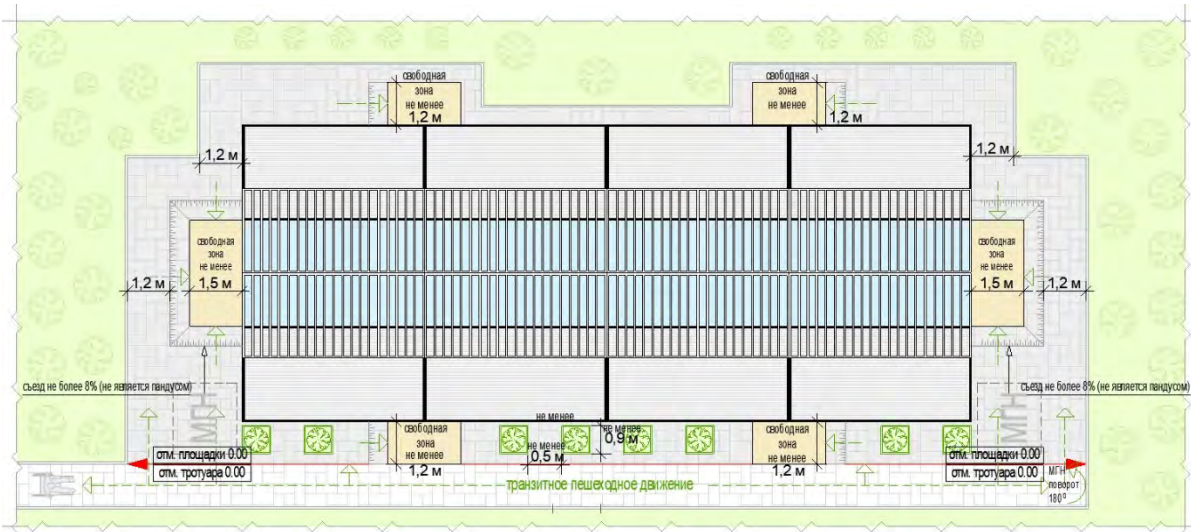 свободная
зона
не менее
1,2 м
свободная
зона
не менее
1,2 м
1,2 м
1,2 м
свободная
зона
не менее
1,5 м
1,2 м
свободная
зона
не менее
1,5 м
1,2 м
съезд не более 8% (не является пандусом)
съезд не более 8% (не является пандусом)
МГН
МГН
свободная
зона
не менее
1,2 м
не менее
0,5 м
не менее
не менее
0,9 м
свободная
зона
не менее
1,2 м
отм. площадки 0.00
отм. тротуара 0.00
отм. площадки 0.00
отм. тротуара 0.00
транзитное пешеходное движение
МГН
поворот
180°